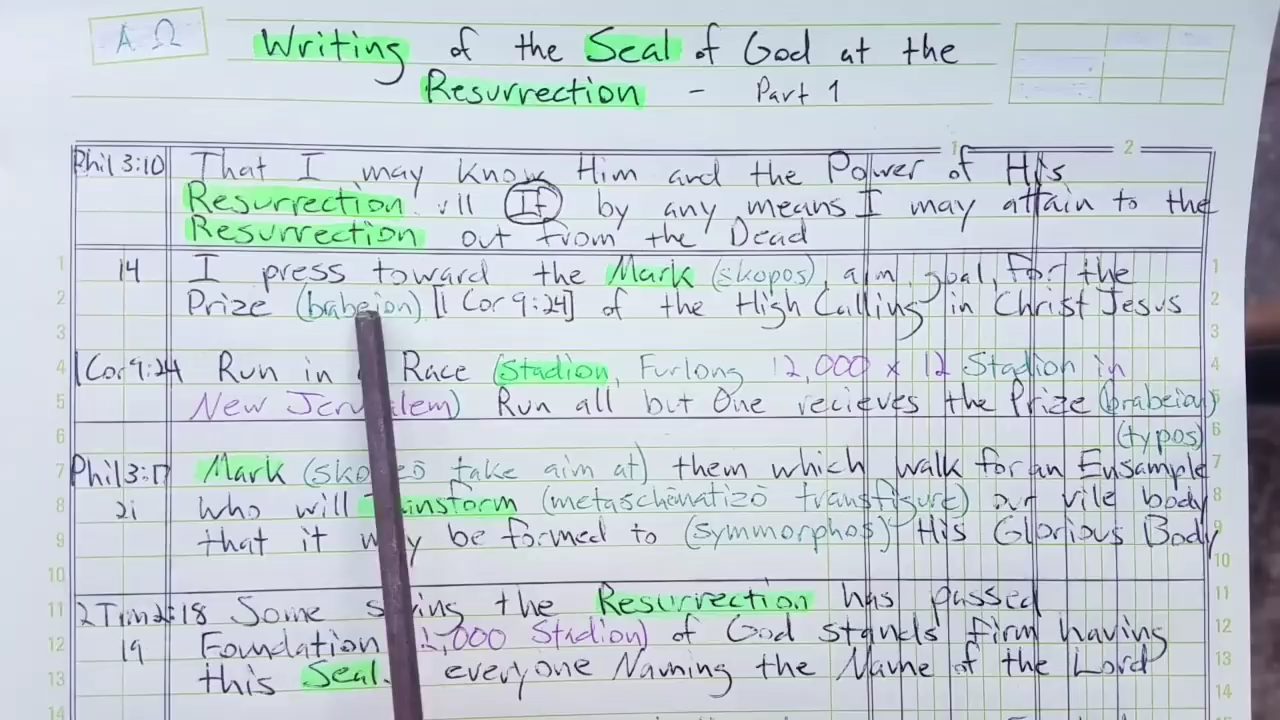 A Ω
Writing of the Seal of God at the
Resurrection - Part 1
1 2
Phil 3:10 That I may know Him and the Power of His
Resurrection. v11 If by any means I may attain to the
Resurrection out from the Dead
1 14 I press toward the Mark (skopos), aim, goal, for the 1
2 Prize (brabeion) [1 Cor 9:24] of the High Calling in Christ Jesus 2
3 3
4 1 Cor 9:24 Run in Race (Stadion, Furlong 12,000 x 12 Stadion in 4
5 New Jerusalem) Run all but One recieves the Prize (brabeion) 5
6 (typos) 6
7 Phil 3:17 Mark (skopeō take aim at) them which walk for an Ensample 7
8 21 who will Transform (metaschēmatizō transfigure) our vile body 8
9 that it may be formed to (symmorphos) His Glorious Body 9
10 10
11 2 Tim 2:18 Some saying the Resurrection has passed 11
12 19 Foundation 12,000 Stadion) of God stands firm having 12
13 this Seal. everyone Naming the Name of the Lord 13
14 14